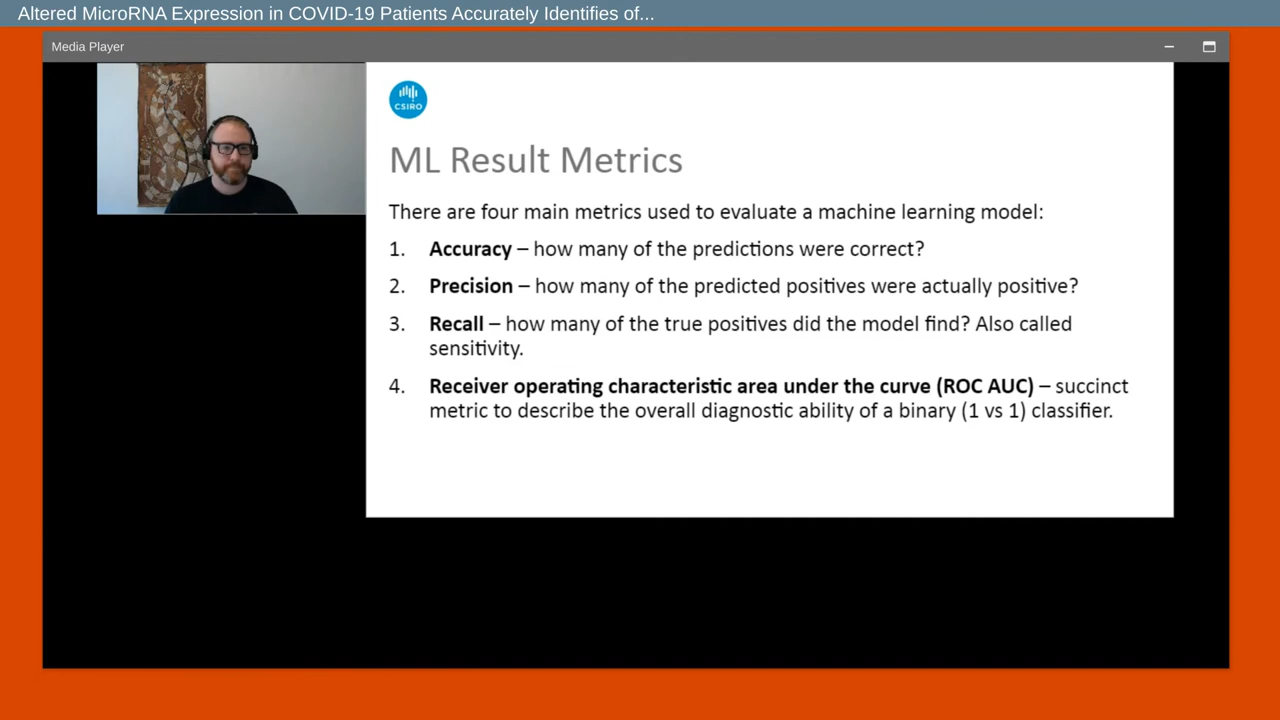 Altered MicroRNA Expression in COVID-19 Patients Accurately Identifies of...
Media Player
CSIRO
ML Result Metrics
There are four main metrics used to evaluate a machine learning model:
1. Accuracy – how many of the predictions were correct?
2. Precision – how many of the predicted positives were actually positive?
3. Recall – how many of the true positives did the model find? Also called
sensitivity.
4. Receiver operating characteristic area under the curve (ROC AUC) – succinct
metric to describe the overall diagnostic ability of a binary (1 vs 1) classifier.